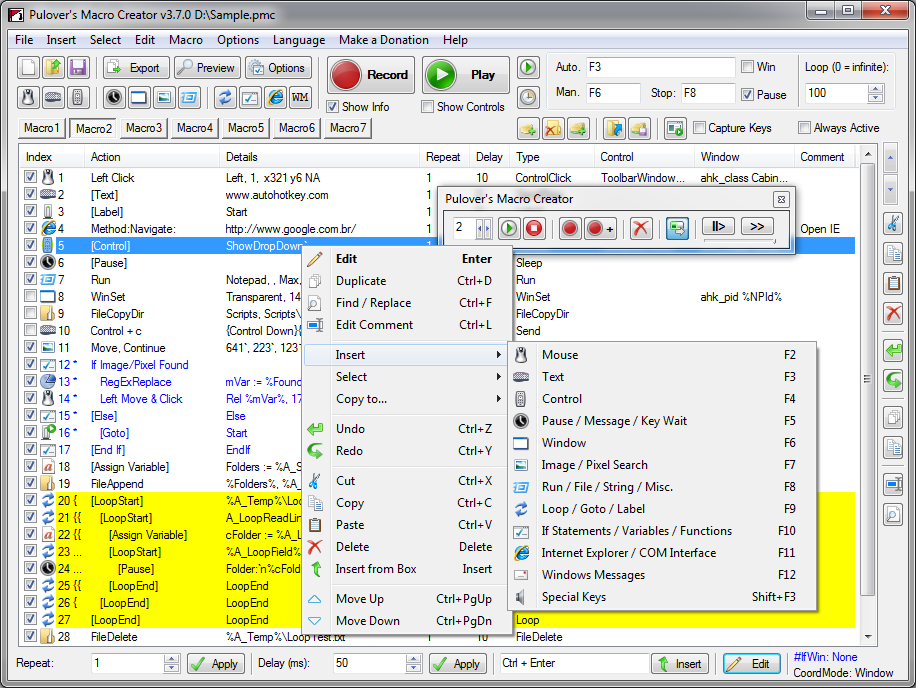 Pulover's Macro Creator v3.7.0 D:\Sample.pmc
File Insert Select Edit Macro Options Language Make a Donation Help
Export Preview Options Record Play Auto. F3 Win Loop (0 = infinite):
Man. F6 Stop: F8 Pause 100
WM Show Info Show Controls
Macro1 Macro2 Macro3 Macro4 Macro5 Macro6 Macro7 Capture Keys Always Active
Index Action Details Repeat Delay Type Control Window Comment
1 Left Click Left, 1, x321 y6 NA 1 10 ControlClick ToolbarWindow... ahk_class Cabin...
2 [Text] www.autohotkey.com 1
3 [Label] Start 1
4 Method:Navigate: http://www.google.com.br/ 1 Open IE
5 [Control] ShowDropDown` 1
6 [Pause] Sleep
7 Run Notepad, , Max, Run
8 WinSet Transparent, 14 WinSet ahk_pid %NPId%
9 FileCopyDir Scripts, Scripts\ FileCopyDir
10 Control + c {Control Down}{ Send
11 Move, Continue 641`, 223`, 1231
12 * If Image/Pixel Found
13 * RegExReplace mVar := %Found
14 * Left Move & Click Rel %mVar%, 17
15 * [Else] Else
16 * [Goto] Start
17 [End If] EndIf
18 [Assign Variable] Folders := %A_
19 FileAppend %Folders%, %A_
20 { [LoopStart] %A_Temp%\Loo
21 {{ [LoopStart] A_LoopReadLin
22 {{ [Assign Variable] cFolder := %A_L
23 ... [LoopStart] %A_LoopField%
24 ... [Pause] Folder:`n%cFol
25 {{ [LoopEnd] LoopEnd
26 { [LoopEnd] LoopEnd
27 [LoopEnd] LoopEnd Loop
28 FileDelete %A_Temp%\LoopTest.txt 1 10 FileDelete
Pulover's Macro Creator
2 + ||> >>
Edit Enter
Duplicate Ctrl+D
Find / Replace Ctrl+F
Edit Comment Ctrl+L
Insert
Select
Copy to...
Undo Ctrl+Z
Redo Ctrl+Y
Cut Ctrl+X
Copy Ctrl+C
Paste Ctrl+V
Delete Delete
Insert from Box Insert
Move Up Ctrl+PgUp
Move Down Ctrl+PgDn
Mouse F2
Text F3
Control F4
Pause / Message / Key Wait F5
Window F6
Image / Pixel Search F7
Run / File / String / Misc. F8
Loop / Goto / Label F9
If Statements / Variables / Functions F10
Internet Explorer / COM Interface F11
Windows Messages F12
Special Keys Shift+F3
Repeat: 1 Apply Delay (ms): 50 Apply Ctrl + Enter Insert Edit #IfWin: None
CoordMode: Window